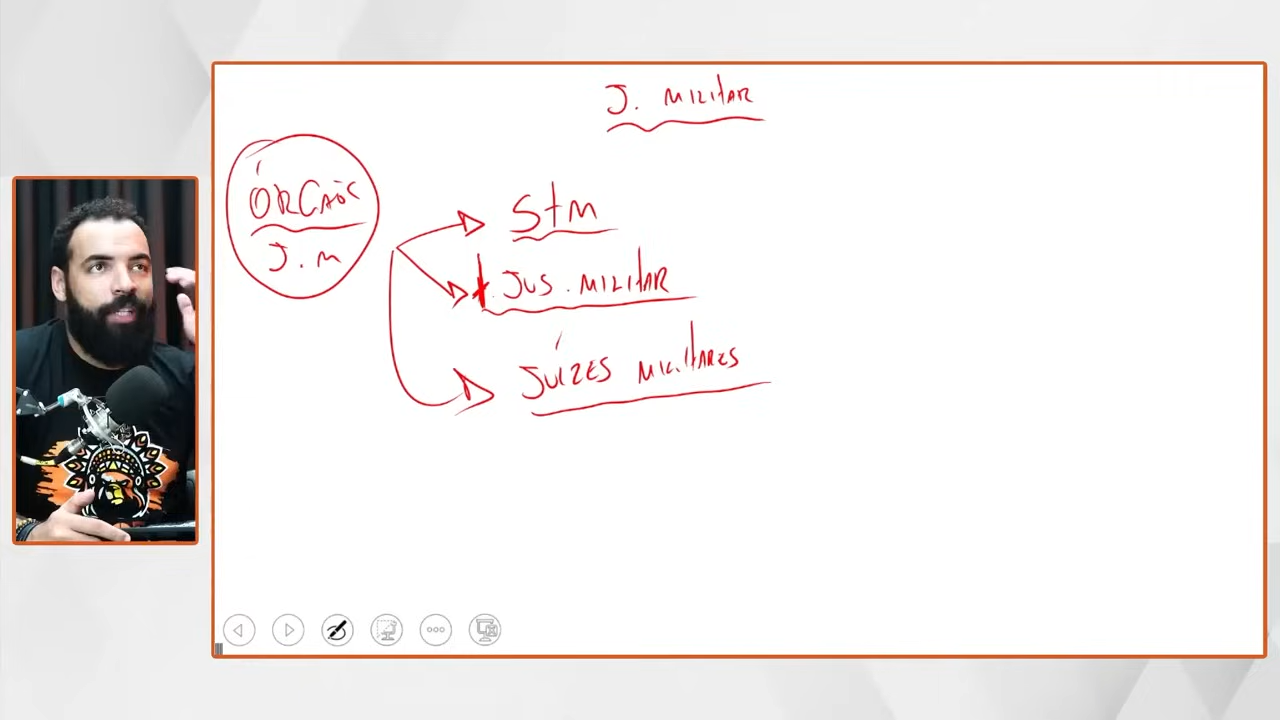 J. MILITAR
ÓRGÃOS
J.M
STM
T. JUS. MILITAR
JUÍZES MILITARES